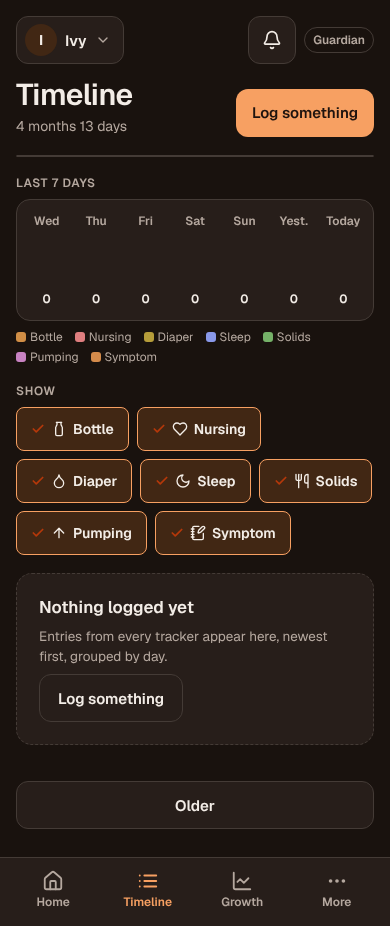 I Ivy Guardian
Timeline
4 months 13 days
Log something
LAST 7 DAYS
Wed Thu Fri Sat Sun Yest. Today
0 0 0 0 0 0 0
Bottle Nursing Diaper Sleep Solids
Pumping Symptom
SHOW
Bottle Nursing
Diaper Sleep Solids
Pumping Symptom
Nothing logged yet
Entries from every tracker appear here, newest
first, grouped by day.
Log something
Older
Home Timeline Growth More